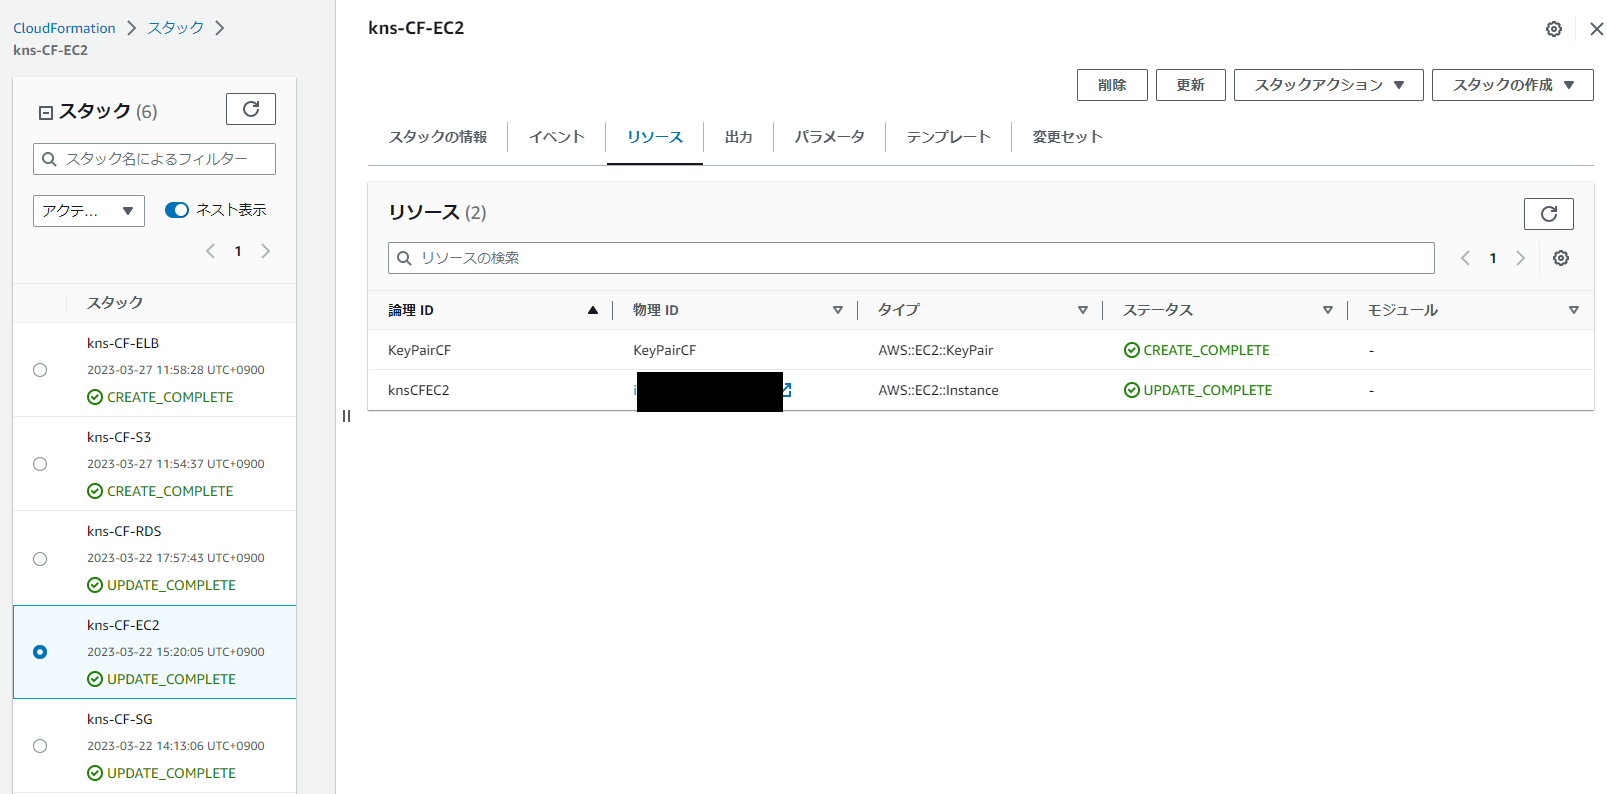 CloudFormation > スタック >
kns-CF-EC2
スタック (6)
スタック名によるフィルター
アクテ... ▼ ネスト表示
< 1 >
スタック
kns-CF-ELB
2023-03-27 11:58:28 UTC+0900
CREATE_COMPLETE
kns-CF-S3
2023-03-27 11:54:37 UTC+0900
CREATE_COMPLETE
kns-CF-RDS
2023-03-22 17:57:43 UTC+0900
UPDATE_COMPLETE
kns-CF-EC2
2023-03-22 15:20:05 UTC+0900
UPDATE_COMPLETE
kns-CF-SG
2023-03-22 14:13:06 UTC+0900
UPDATE_COMPLETE
kns-CF-EC2
削除 更新 スタックアクション ▼ スタックの作成 ▼
スタックの情報 イベント リソース 出力 パラメータ テンプレート 変更セット
リソース (2)
リソースの検索 < 1 >
論理 ID ▲ 物理 ID ▽ タイプ ▽ ステータス ▽ モジュール ▽
KeyPairCF KeyPairCF AWS::EC2::KeyPair CREATE_COMPLETE -
knsCFEC2 i AWS::EC2::Instance UPDATE_COMPLETE -